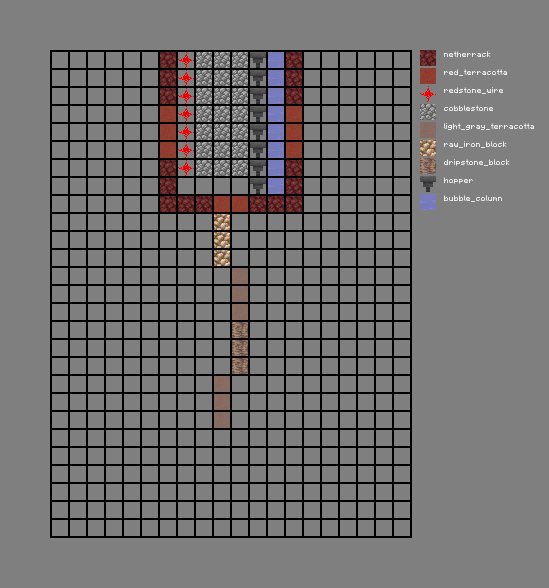 netherrack
red_terracotta
redstone_wire
cobblestone
light_gray_terracotta
raw_iron_block
dripstone_block
hopper
bubble_column